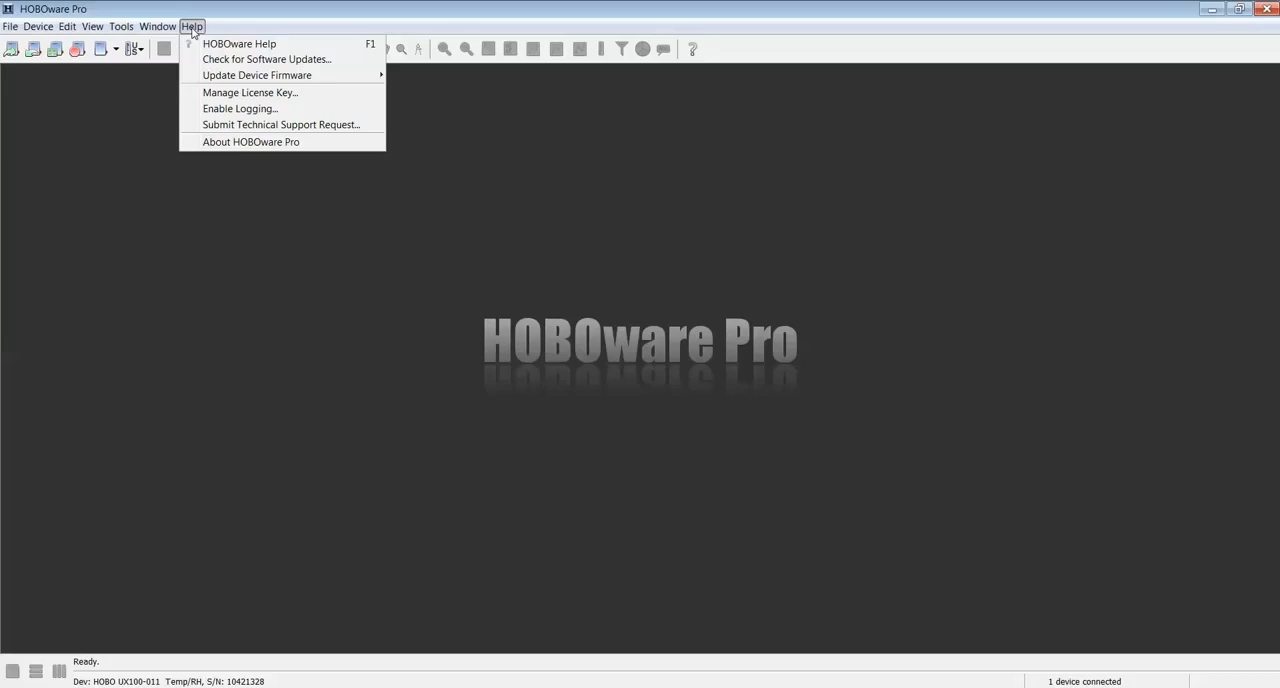 HOBOware Pro
File Device Edit View Tools Window Help
HOBOware Help F1
Check for Software Updates...
Update Device Firmware
Manage License Key...
Enable Logging...
Submit Technical Support Request...
About HOBOware Pro
HOBOware Pro
Ready.
Dev: HOBO UX100-011 Temp/RH, S/N: 10421328
1 device connected